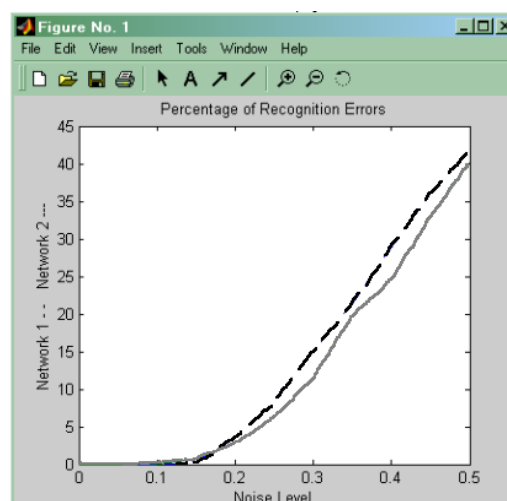 Figure No. 1
File Edit View Insert Tools Window Help
A
Percentage of Recognition Errors
45
40
35
30
25
20
15
10
5
0
Network 1 - - Network 2 ---
0 0.1 0.2 0.3 0.4 0.5
Noise Level